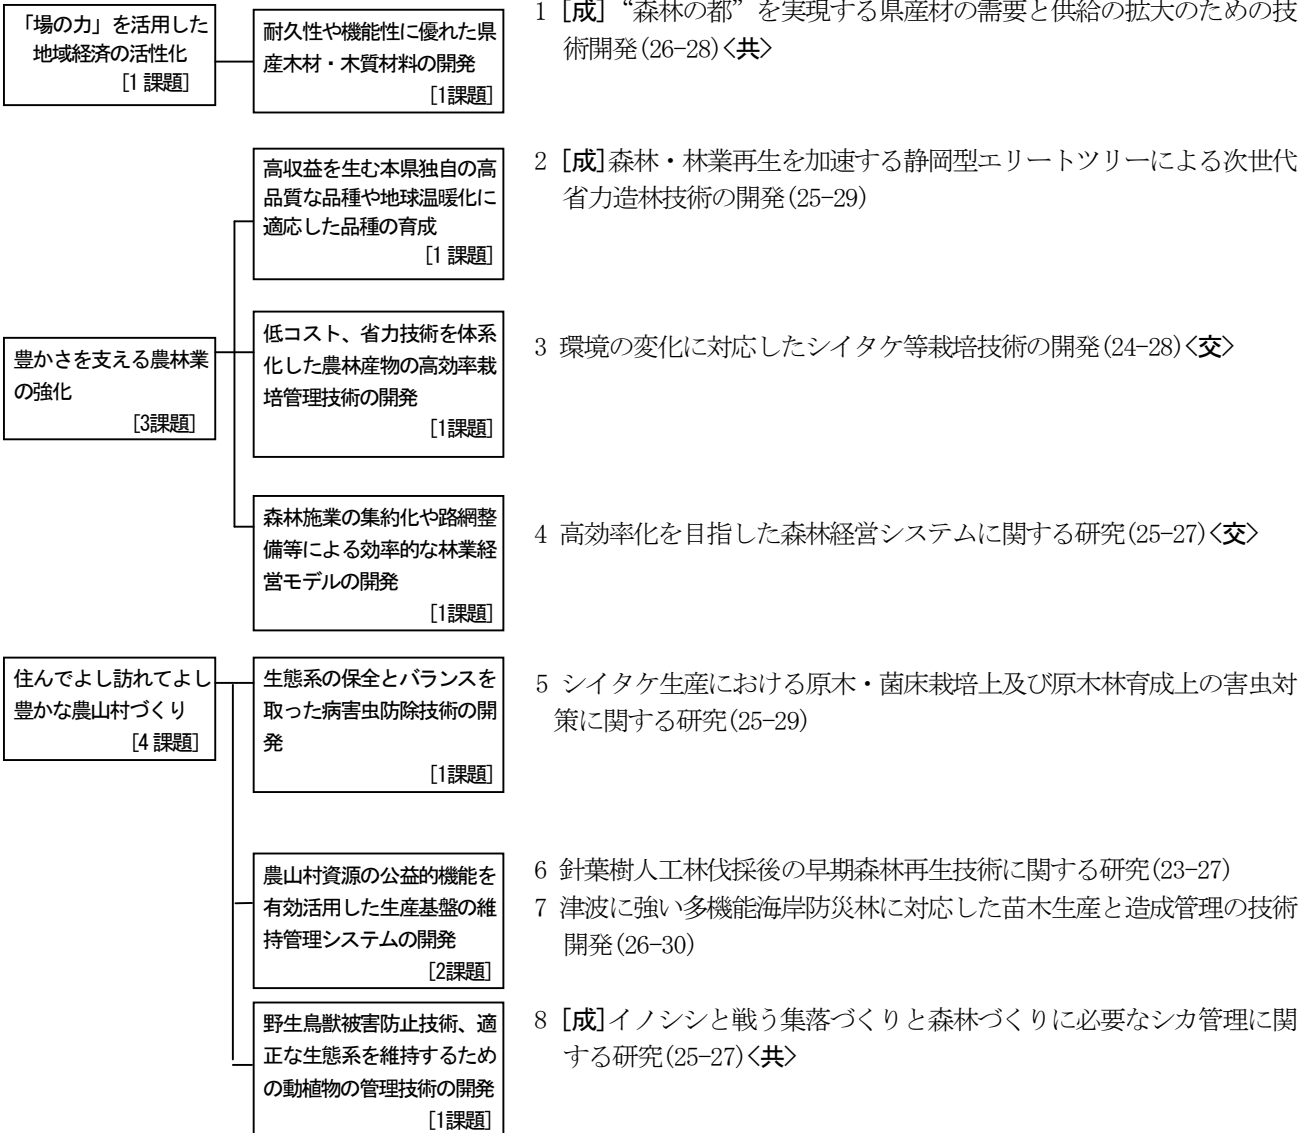 「場の力」を活用した
地域経済の活性化
[1 課題]
耐久性や機能性に優れた県
産木材・木質材料の開発
[1課題]
1 [成]“森林の都”を実現する県産材の需要と供給の拡大のための技
術開発(26-28)<共>
高収益を生む本県独自の高
品質な品種や地球温暖化に
適応した品種の育成
[1 課題]
2 [成]森林・林業再生を加速する静岡型エリートツリーによる次世代
省力造林技術の開発(25-29)
豊かさを支える農林業
の強化
[3課題]
低コスト、省力技術を体系
化した農林産物の高効率栽
培管理技術の開発
[1課題]
3 環境の変化に対応したシイタケ等栽培技術の開発(24-28)<交>
森林施業の集約化や路網整
備等による効率的な林業経
営モデルの開発
[1課題]
4 高効率化を目指した森林経営システムに関する研究(25-27)<交>
住んでよし訪れてよし
豊かな農山村づくり
[4 課題]
生態系の保全とバランスを
取った病害虫防除技術の開
発
[1課題]
5 シイタケ生産における原木・菌床栽培上及び原木林育成上の害虫対
策に関する研究(25-29)
農山村資源の公益的機能を
有効活用した生産基盤の維
持管理システムの開発
[2課題]
6 針葉樹人工林伐採後の早期森林再生技術に関する研究(23-27)
7 津波に強い多機能海岸防災林に対応した苗木生産と造成管理の技術
開発(26-30)
野生鳥獣被害防止技術、適
正な生態系を維持するため
の動植物の管理技術の開発
[1課題]
8 [成]イノシシと戦う集落づくりと森林づくりに必要なシカ管理に関
する研究(25-27)<共>